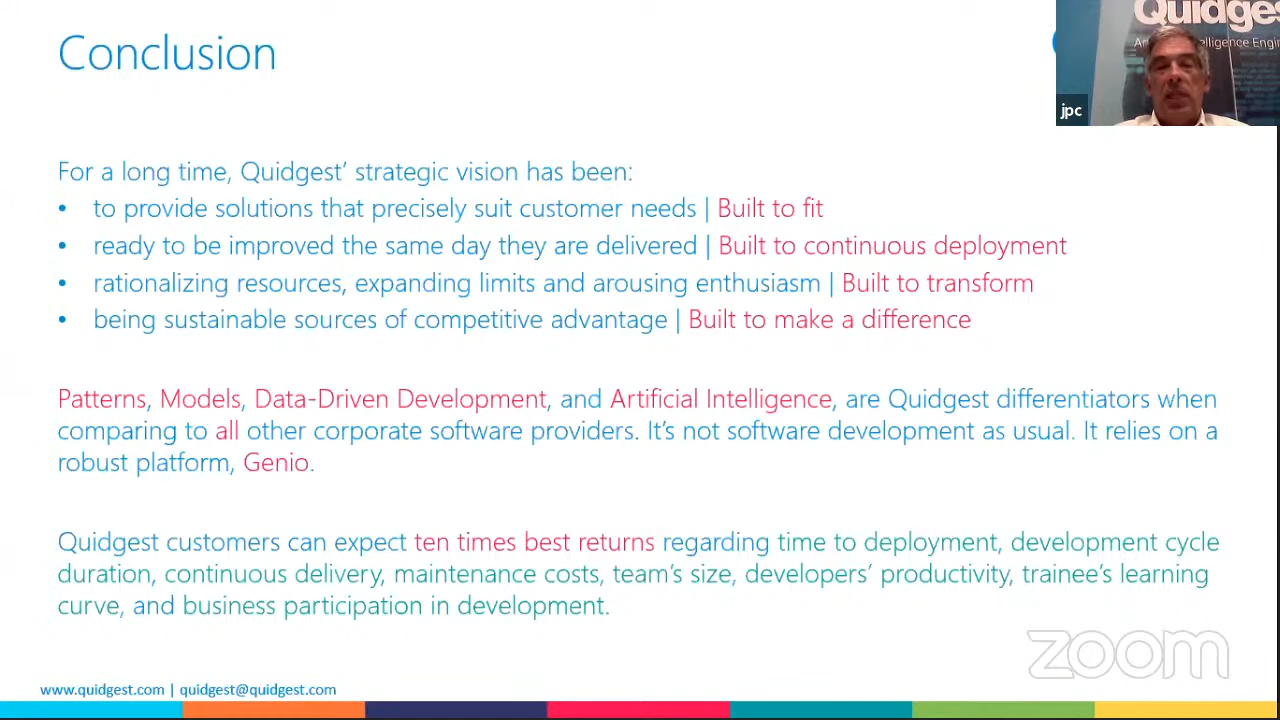 Conclusion
Quidges
jpc
For a long time, Quidgest’ strategic vision has been:
• to provide solutions that precisely suit customer needs | Built to fit
• ready to be improved the same day they are delivered | Built to continuous deployment
• rationalizing resources, expanding limits and arousing enthusiasm | Built to transform
• being sustainable sources of competitive advantage | Built to make a difference
Patterns, Models, Data-Driven Development, and Artificial Intelligence, are Quidgest differentiators when
comparing to all other corporate software providers. It’s not software development as usual. It relies on a
robust platform, Genio.
Quidgest customers can expect ten times best returns regarding time to deployment, development cycle
duration, continuous delivery, maintenance costs, team’s size, developers’ productivity, trainee’s learning
curve, and business participation in development.
zoom
www.quidgest.com | quidgest@quidgest.com